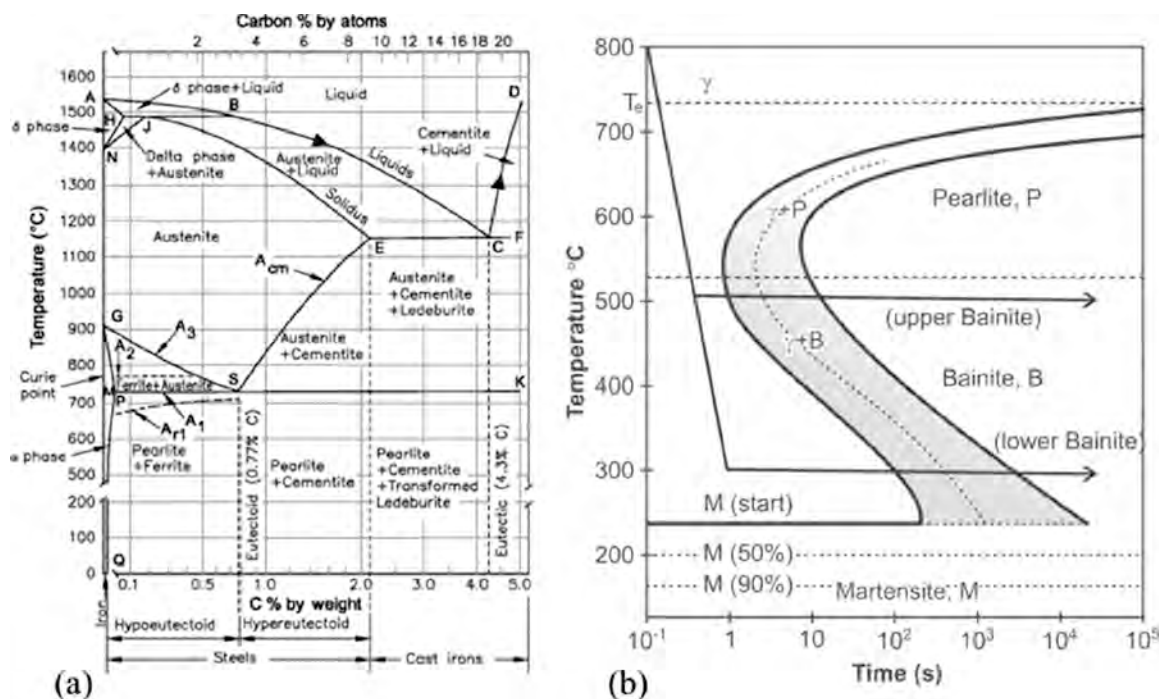 Carbon % by atoms
2 3 4 6 8 10 12 14 16 18 20
Temperature (°C)
1600
1500
1400
1300
1200
1100
1000
900
800
700
600
500
200
100
0
A
δ phase+Liquid
B
Liquid
D
H
J
δ phase
N
Delta phase
+Austenite
Austenite
+Liquid
Liquids
Solidus
Cementite
+Liquid
Austenite
E
C
F
A cm
Austenite
+Cementite
+Ledeburite
G
A3
A2
Austenite
+Cementite
Curie
point
Ferrite+Austenite
S
K
M
P
A1
Ar1
α phase
Pearlite
+Ferrite
Eutectoid (0.77% C)
Pearlite
+Cementite
Pearlite
+Cementite
+Transformed
Ledeburite
Eutectic (4.3% C)
Q
0.1 0.5 1.0 2.0 3.0 4.0 5.0
C % by weight
Iron
Hypoeutectoid
Hypereutectoid
Steels
Cast irons
(a)
Temperature °C
800
700
600
500
400
300
200
Te
γ
+P
Pearlite, P
(upper Bainite)
+B
Bainite, B
(lower Bainite)
M (start)
M (50%)
M (90%)
Martensite, M
10-1 1 10 10² 10³ 10⁴ 10⁵
Time (s)
(b)